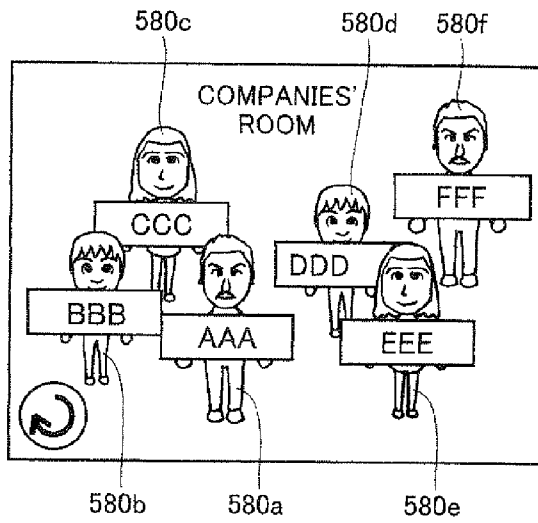 580c
580d
580f
COMPANIES'
ROOM
FFF
CCC
DDD
BBB
AAA
EEE
580b
580a
580e